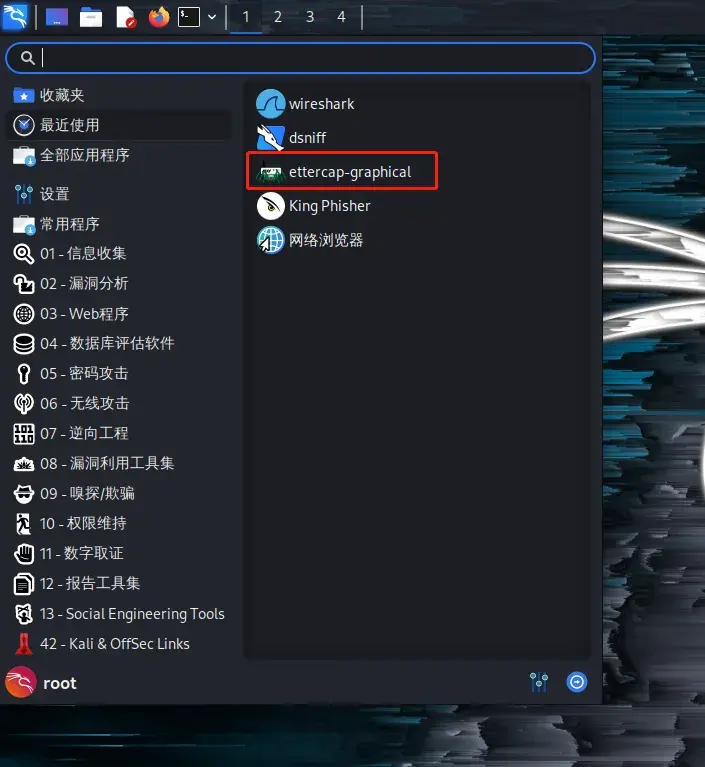 1 2 3 4
收藏夹
最近使用
全部应用程序
设置
常用程序
01 - 信息收集
02 - 漏洞分析
03 - Web程序
04 - 数据库评估软件
05 - 密码攻击
06 - 无线攻击
07 - 逆向工程
08 - 漏洞利用工具集
09 - 嗅探/欺骗
10 - 权限维持
11 - 数字取证
12 - 报告工具集
13 - Social Engineering Tools
42 - Kali & OffSec Links
wireshark
dsniff
ettercap-graphical
King Phisher
网络浏览器
root